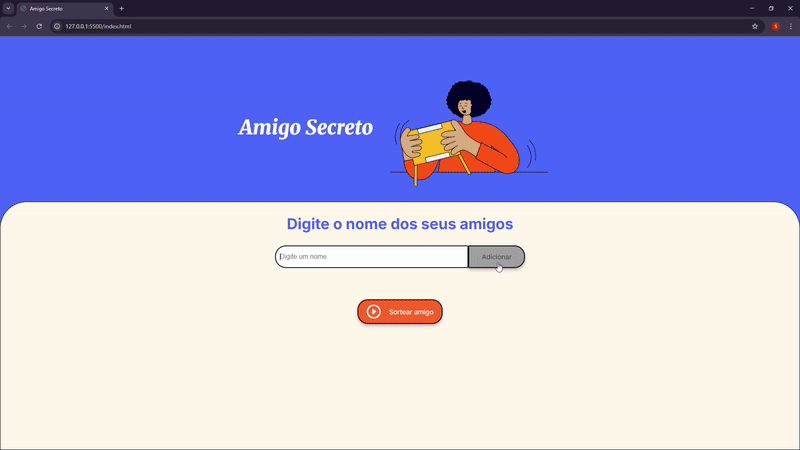 Amigo Secreto
127.0.0.1:5500/index.html
Amigo Secreto
Digite o nome dos seus amigos
Digite um nome
Adicionar
Sortear amigo